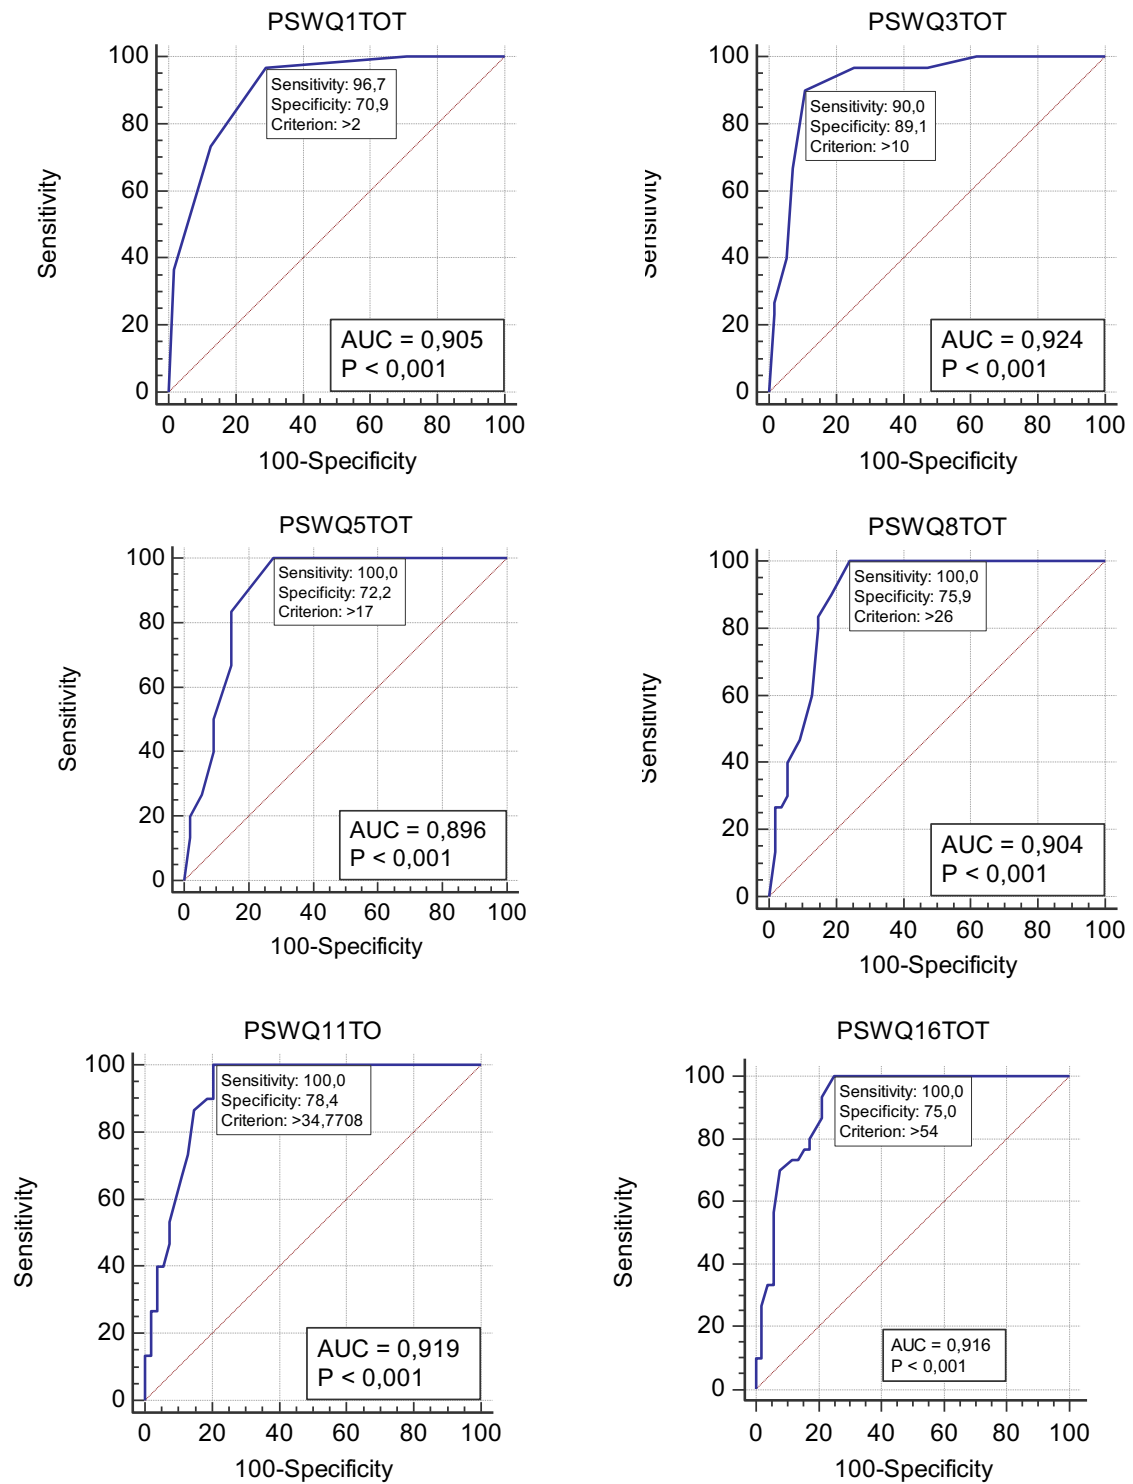 PSWQ1TOT
100
80
60
40
20
0
Sensitivity
Sensitivity: 96,7
Specificity: 70,9
Criterion: >2
AUC = 0,905
P < 0,001
0 20 40 60 80 100
100-Specificity
PSWQ3TOT
100
80
60
40
20
0
Sensitivity
Sensitivity: 90,0
Specificity: 89,1
Criterion: >10
AUC = 0,924
P < 0,001
0 20 40 60 80 100
100-Specificity
PSWQ5TOT
100
80
60
40
20
0
Sensitivity
Sensitivity: 100,0
Specificity: 72,2
Criterion: >17
AUC = 0,896
P < 0,001
0 20 40 60 80 100
100-Specificity
PSWQ8TOT
100
80
60
40
20
0
Sensitivity
Sensitivity: 100,0
Specificity: 75,9
Criterion: >26
AUC = 0,904
P < 0,001
0 20 40 60 80 100
100-Specificity
PSWQ11TO
100
80
60
40
20
0
Sensitivity
Sensitivity: 100,0
Specificity: 78,4
Criterion: >34,7708
AUC = 0,919
P < 0,001
0 20 40 60 80 100
100-Specificity
PSWQ16TOT
100
80
60
40
20
0
Sensitivity
Sensitivity: 100,0
Specificity: 75,0
Criterion: >54
AUC = 0,916
P < 0,001
0 20 40 60 80 100
100-Specificity